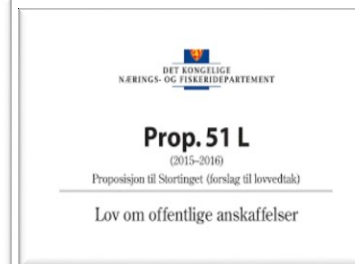 DET KONGELIGE
NÆRINGS- OG FISKERIDEPARTEMENT
Prop. 51 L
(2015–2016)
Proposisjon til Stortinget (forslag til lovvedtak)
Lov om offentlige anskaffelser